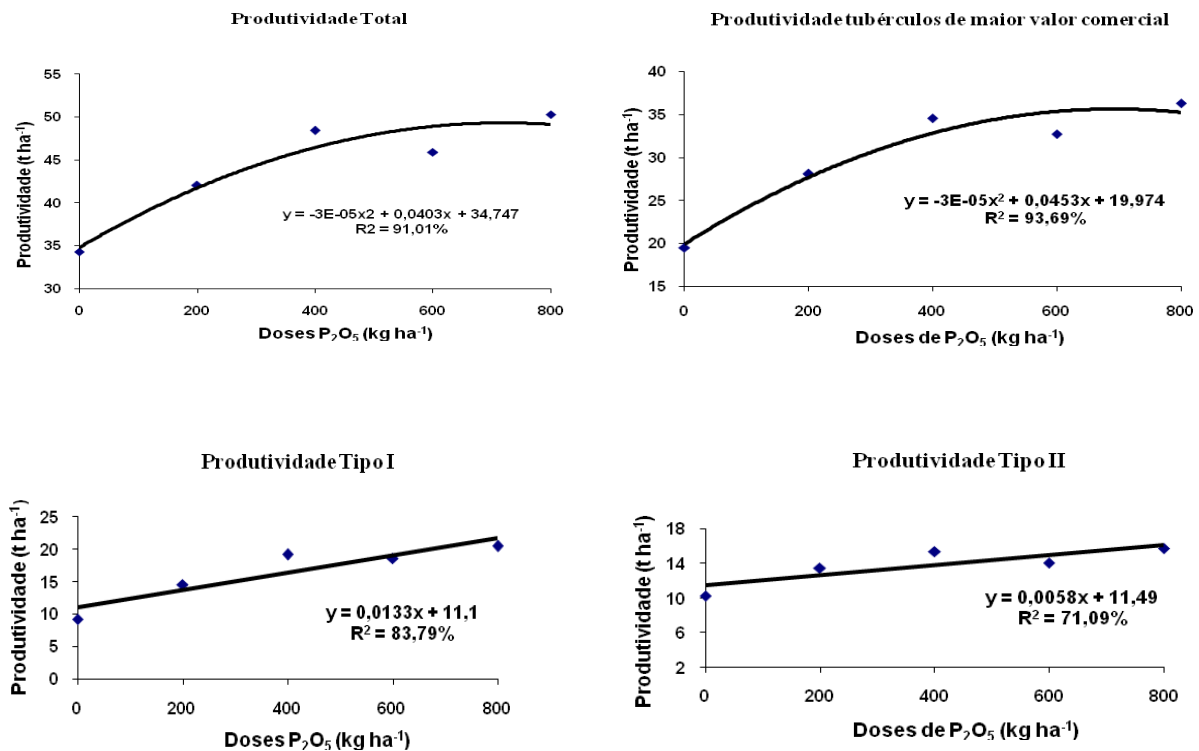 Produtividade Total
Produtividade (t ha⁻¹)
55
50
45
40
35
30
y = -3E-05x2 + 0,0403x + 34,747
R2 = 91,01%
0
200
400
600
800
Doses P₂O₅ (kg ha⁻¹)
Produtividade tubérculos de maior valor comercial
Produtividade (t ha⁻¹)
40
35
30
25
20
15
y = -3E-05x² + 0,0453x + 19,974
R² = 93,69%
0
200
400
600
800
Doses de P₂O₅ (kg ha⁻¹)
Produtividade Tipo I
Produtividade (t ha⁻¹)
25
20
15
10
5
0
y = 0,0133x + 11,1
R² = 83,79%
0
200
400
600
800
Doses P₂O₅ (kg ha⁻¹)
Produtividade Tipo II
Produtividade (t ha⁻¹)
18
14
10
6
2
y = 0,0058x + 11,49
R² = 71,09%
0
200
400
600
800
Doses de P₂O₅ (kg ha⁻¹)